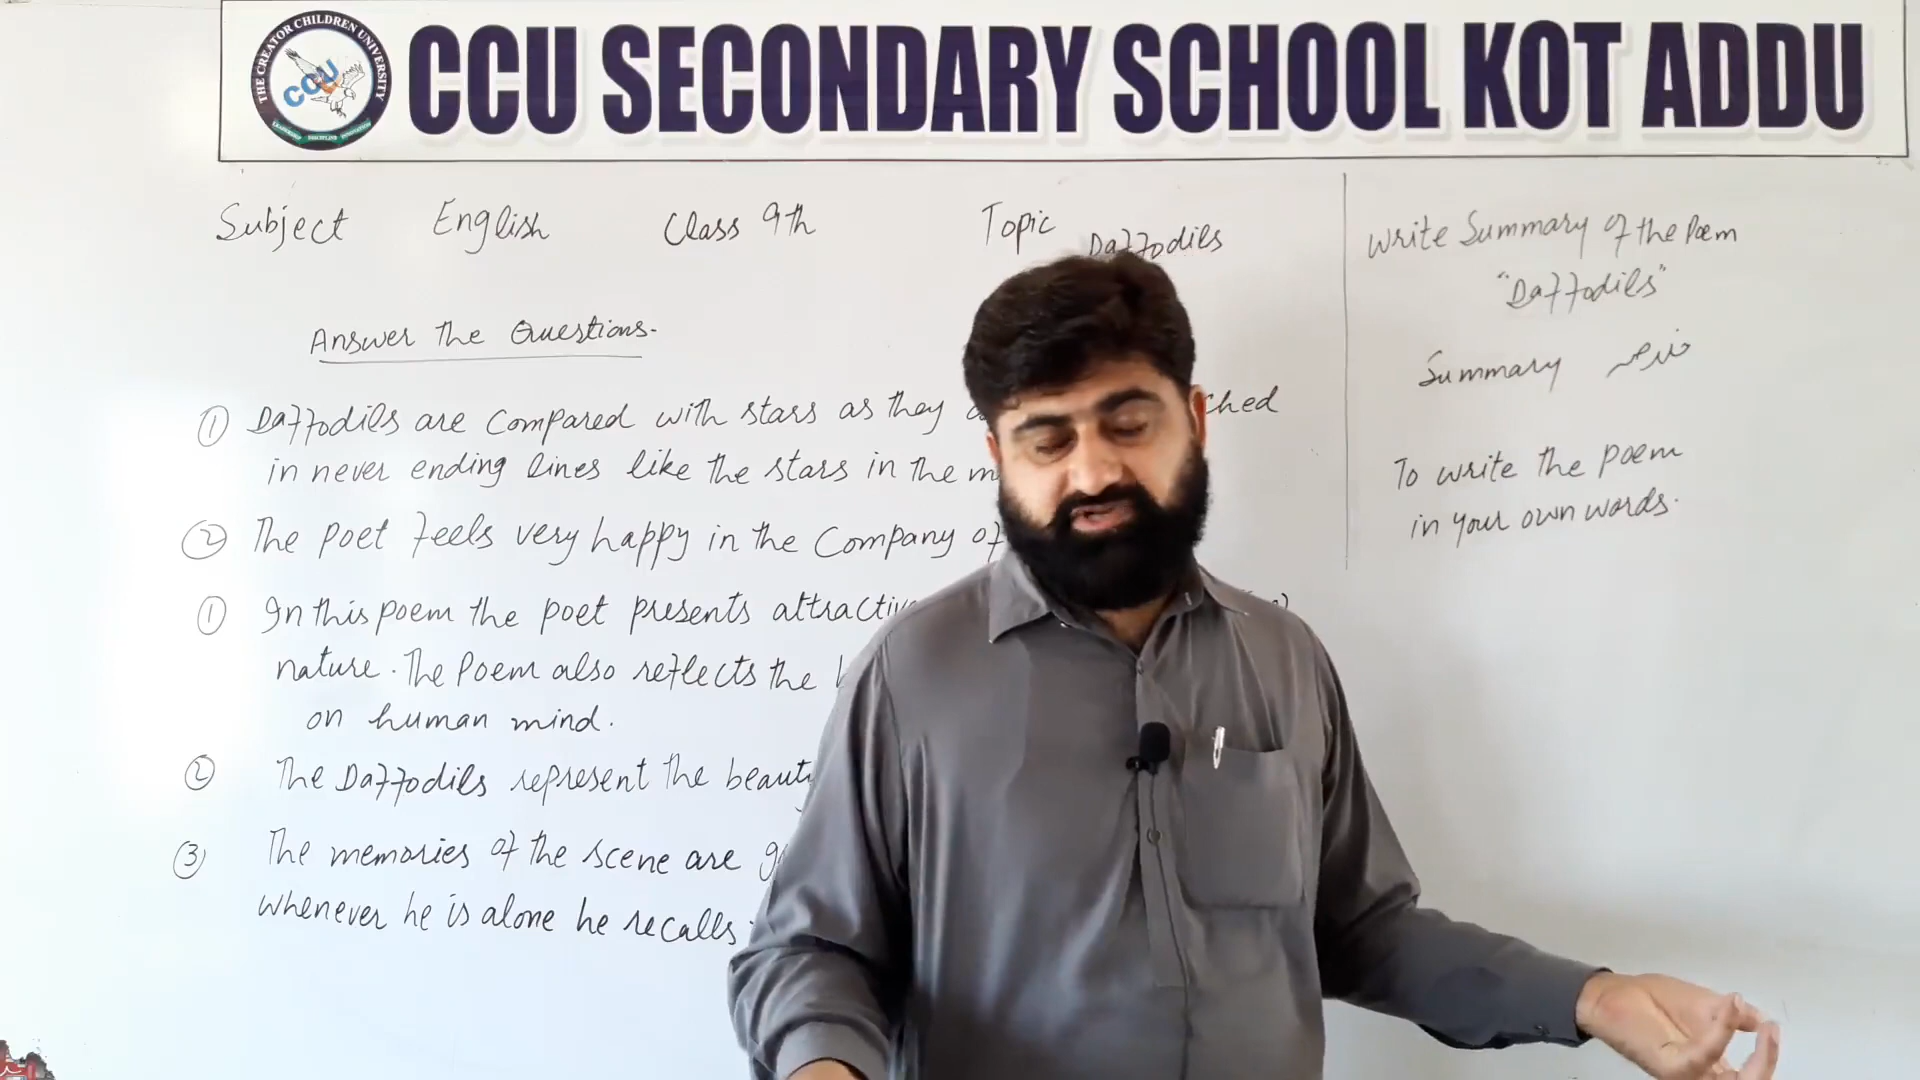 THE CREATOR CHILDREN UNIVERSITY
CCU
LEADERSHIP DISCIPLINE INNOVATION
CCU SECONDARY SCHOOL KOT ADDU
Subject English Class 9th Topic Daffodils
Answer the Questions.
① Daffodils are compared with stars as they
in never ending lines like the stars in the
② The poet feels very happy in the company of
① In this poem the poet presents
nature. The poem also reflects the
on human mind.
② The Daffodils represent the
③ The memories of the scene are
whenever he is alone he recalls
Write Summary of the Poem
"Daffodils"
Summary
To write the poem
in your own words.